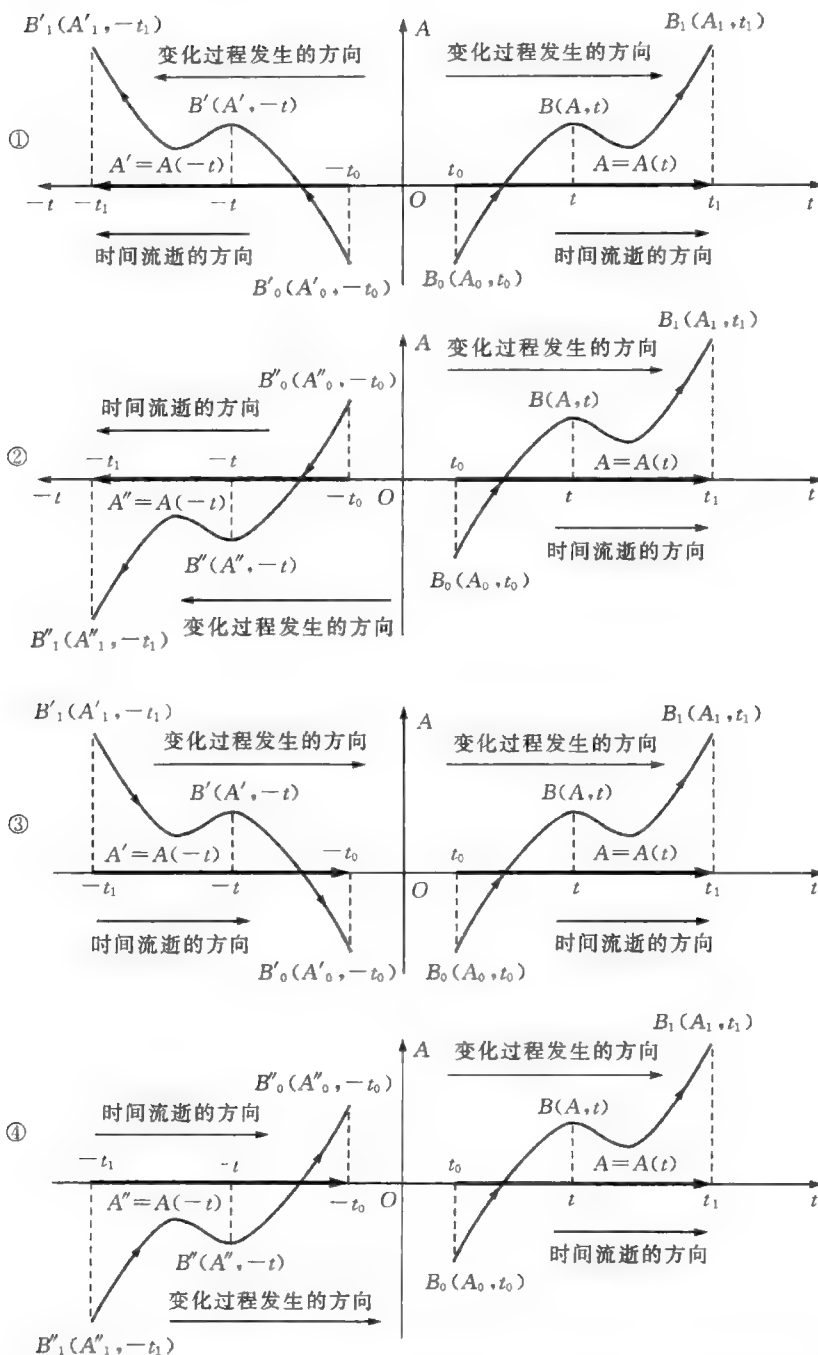 B′₁(A′₁,−t₁) A B₁(A₁,t₁)
变化过程发生的方向 变化过程发生的方向
B′(A′,−t) B(A,t)
①
A′=A(−t) −t₀ t₀ A=A(t)
−t −t₁ −t O t t₁ t
时间流逝的方向 时间流逝的方向
B′₀(A′₀,−t₀) B₀(A₀,t₀)
A 变化过程发生的方向 B₁(A₁,t₁)
B″₀(A″₀,−t₀)
时间流逝的方向 B(A,t)
②
−t₁ −t t₀ A=A(t)
−t A″=A(−t) −t₀ O t t₁ t
B″(A″,−t) 时间流逝的方向
B₀(A₀,t₀)
B″₁(A″₁,−t₁) 变化过程发生的方向
B′₁(A′₁,−t₁) A B₁(A₁,t₁)
变化过程发生的方向 变化过程发生的方向
B′(A′,−t) B(A,t)
③
A′=A(−t) −t₀ t₀ A=A(t)
−t₁ −t O t t₁ t
时间流逝的方向 时间流逝的方向
B′₀(A′₀,−t₀) B₀(A₀,t₀)
A 变化过程发生的方向 B₁(A₁,t₁)
B″₀(A″₀,−t₀)
时间流逝的方向 B(A,t)
④
−t₁ −t t₀ A=A(t)
A″=A(−t) −t₀ O t t₁ t
B″(A″,−t) 时间流逝的方向
变化过程发生的方向 B₀(A₀,t₀)
B″₁(A″₁,−t₁)